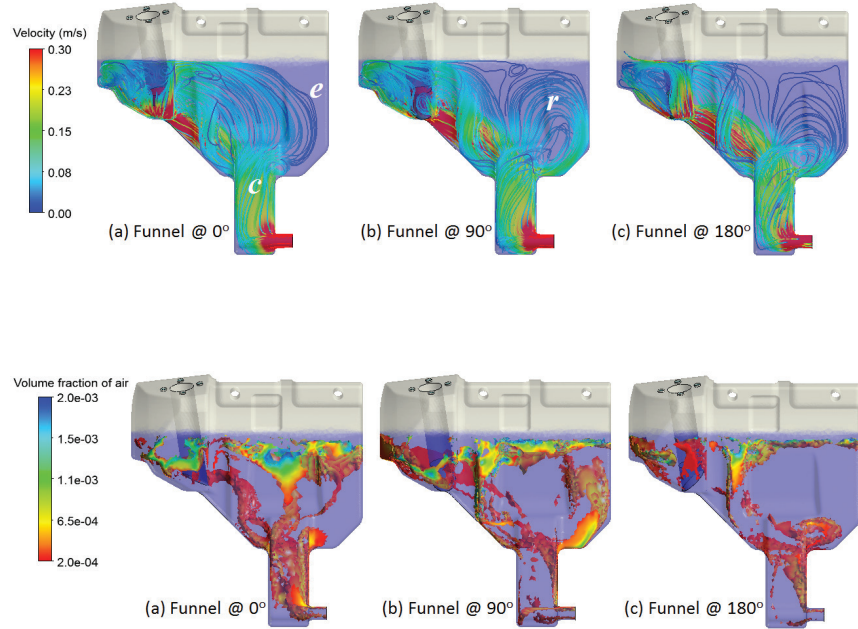 Velocity (m/s)
0.30
0.23
0.15
0.08
0.00
e
c
r
(a) Funnel @ 0°
(b) Funnel @ 90°
(c) Funnel @ 180°
Volume fraction of air
2.0e-03
1.5e-03
1.1e-03
6.5e-04
2.0e-04
(a) Funnel @ 0°
(b) Funnel @ 90°
(c) Funnel @ 180°